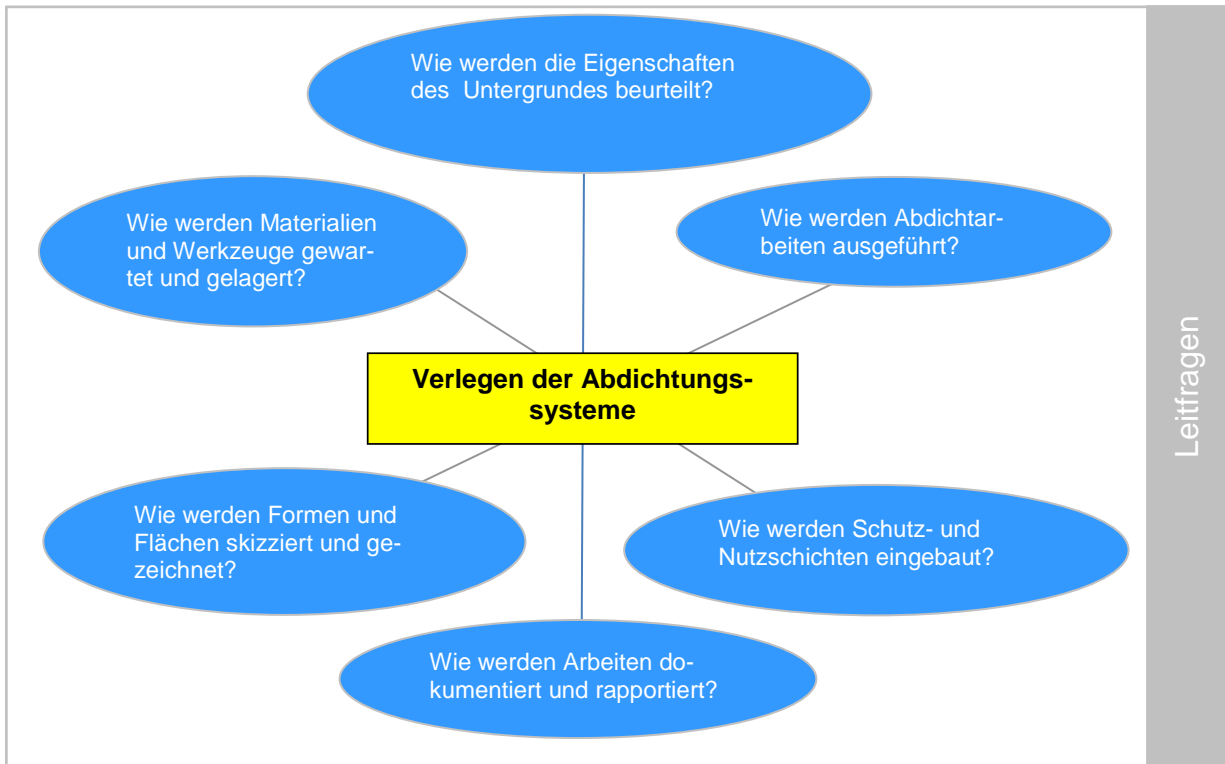 Wie werden die Eigenschaften
des Untergrundes beurteilt?
Wie werden Materialien
und Werkzeuge gewar-
tet und gelagert?
Wie werden Abdichtar-
beiten ausgeführt?
Verlegen der Abdichtungs-
systeme
Wie werden Formen und
Flächen skizziert und ge-
zeichnet?
Wie werden Schutz- und
Nutzschichten eingebaut?
Wie werden Arbeiten do-
kumentiert und rapportiert?
Leitfragen